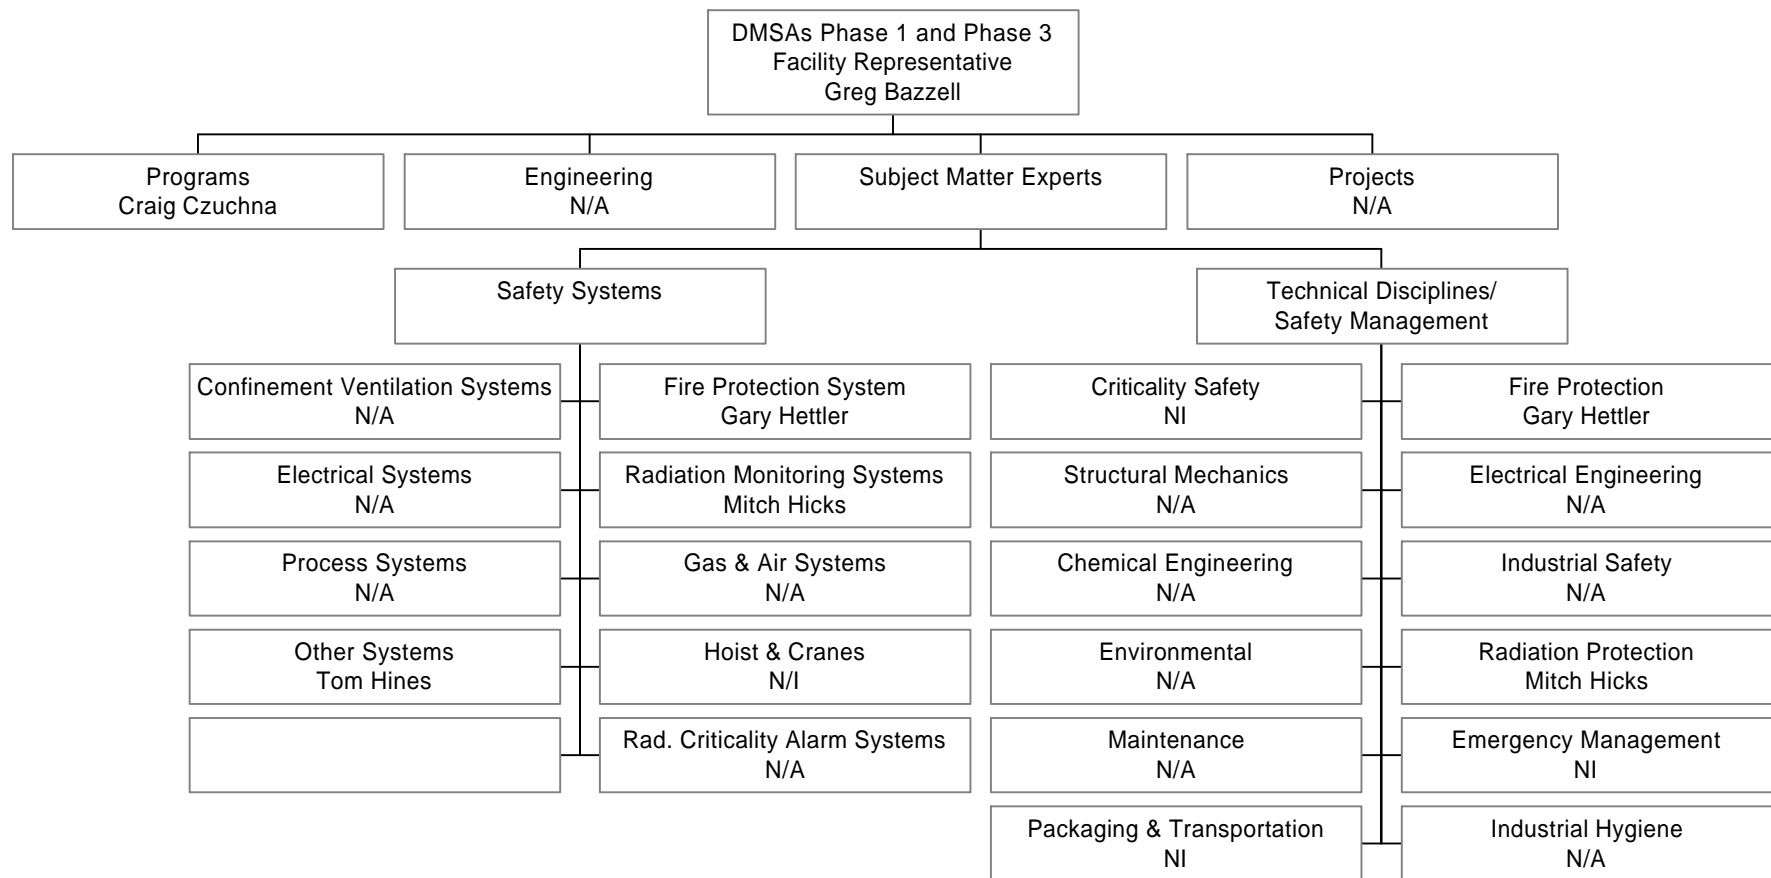 DMSAs Phase 1 and Phase 3
Facility Representative
Greg Bazzell
Programs
Craig Czuchna
Engineering
N/A
Subject Matter Experts
Projects
N/A
Safety Systems
Technical Disciplines/
Safety Management
Confinement Ventilation Systems
N/A
Fire Protection System
Gary Hettler
Criticality Safety
NI
Fire Protection
Gary Hettler
Electrical Systems
N/A
Radiation Monitoring Systems
Mitch Hicks
Structural Mechanics
N/A
Electrical Engineering
N/A
Process Systems
N/A
Gas & Air Systems
N/A
Chemical Engineering
N/A
Industrial Safety
N/A
Other Systems
Tom Hines
Hoist & Cranes
N/I
Environmental
N/A
Radiation Protection
Mitch Hicks
Rad. Criticality Alarm Systems
N/A
Maintenance
N/A
Emergency Management
NI
Packaging & Transportation
NI
Industrial Hygiene
N/A